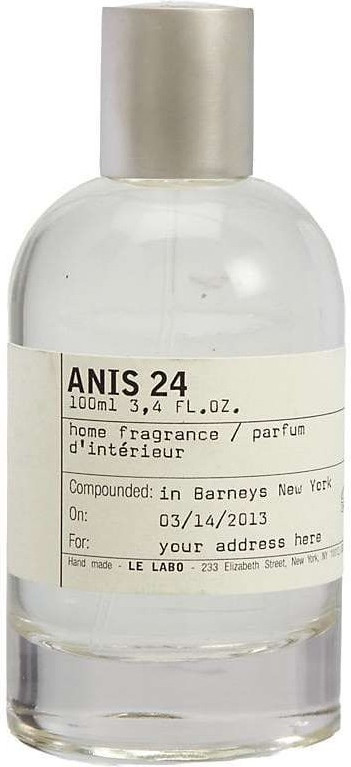 ANIS 24
100ml 3,4 FL.OZ.
home fragrance / parfum
d'intérieur
Compounded: in Barneys New York
On: 03/14/2013
For: your address here
Hand made - LE LABO - 233 Elizabeth Street, New York, NY